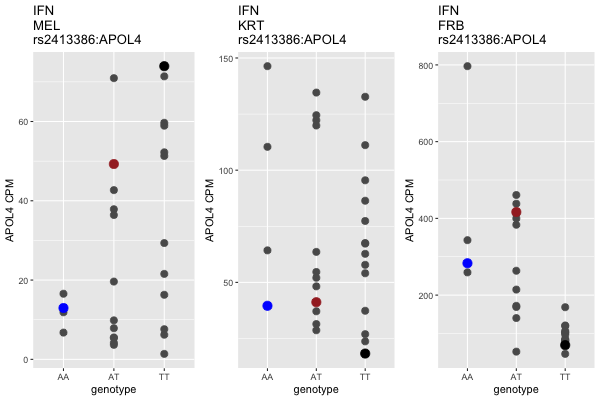 IFN
MEL
rs2413386:APOL4
60
40
20
0
APOL4 CPM
AA
AT
TT
genotype
IFN
KRT
rs2413386:APOL4
150
100
50
APOL4 CPM
AA
AT
TT
genotype
IFN
FRB
rs2413386:APOL4
800
600
400
200
APOL4 CPM
AA
AT
TT
genotype